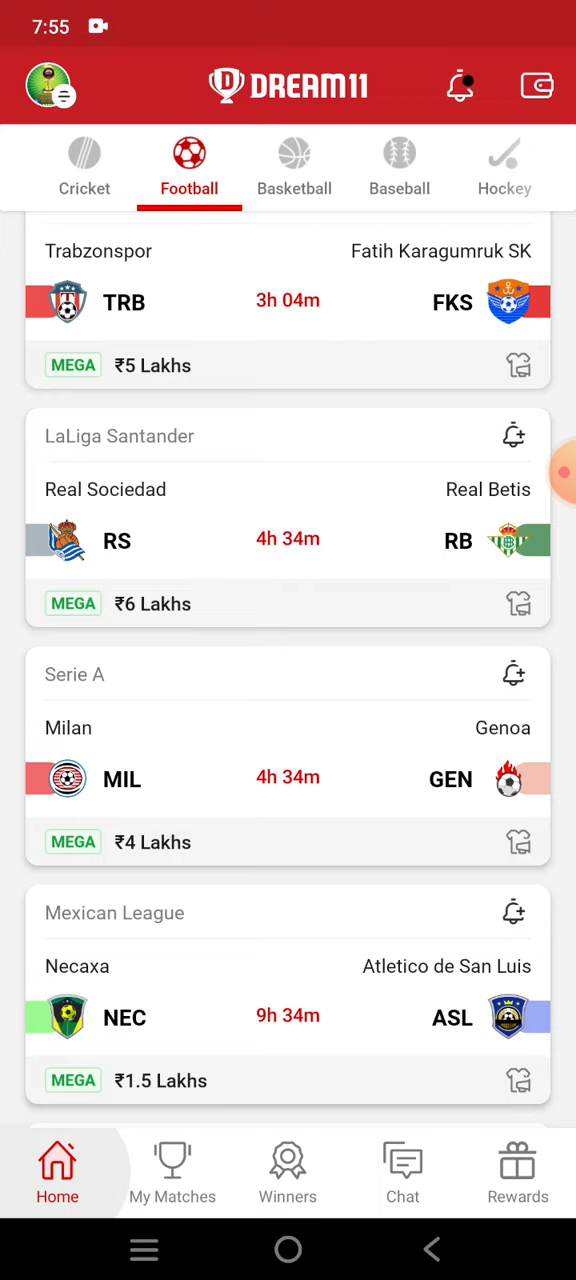 7:55
DREAM11
Cricket
Football
Basketball
Baseball
Hockey
Trabzonspor
Fatih Karagumruk SK
TRB
3h 04m
FKS
MEGA ₹5 Lakhs
LaLiga Santander
Real Sociedad
Real Betis
RS
4h 34m
RB
MEGA ₹6 Lakhs
Serie A
Milan
Genoa
MIL
4h 34m
GEN
MEGA ₹4 Lakhs
Mexican League
Necaxa
Atletico de San Luis
NEC
9h 34m
ASL
MEGA ₹1.5 Lakhs
Home
My Matches
Winners
Chat
Rewards